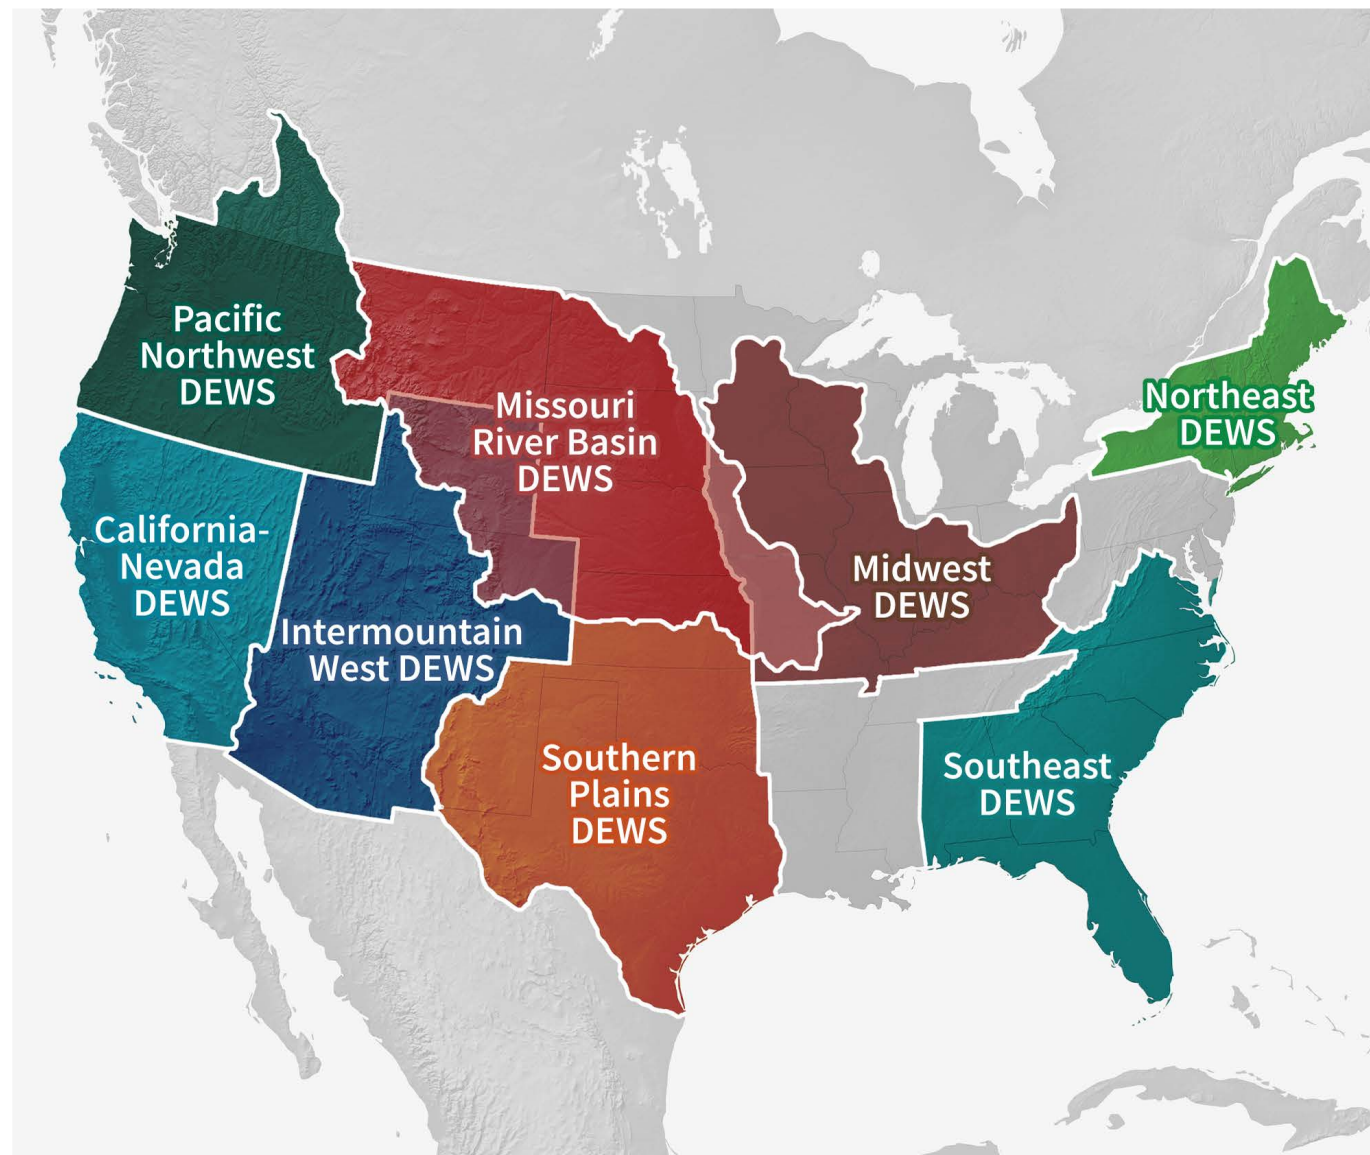 Pacific
Northwest
DEWS
Missouri
River Basin
DEWS
Northeast
DEWS
California-
Nevada
DEWS
Midwest
DEWS
Intermountain
West DEWS
Southern
Plains
DEWS
Southeast
DEWS